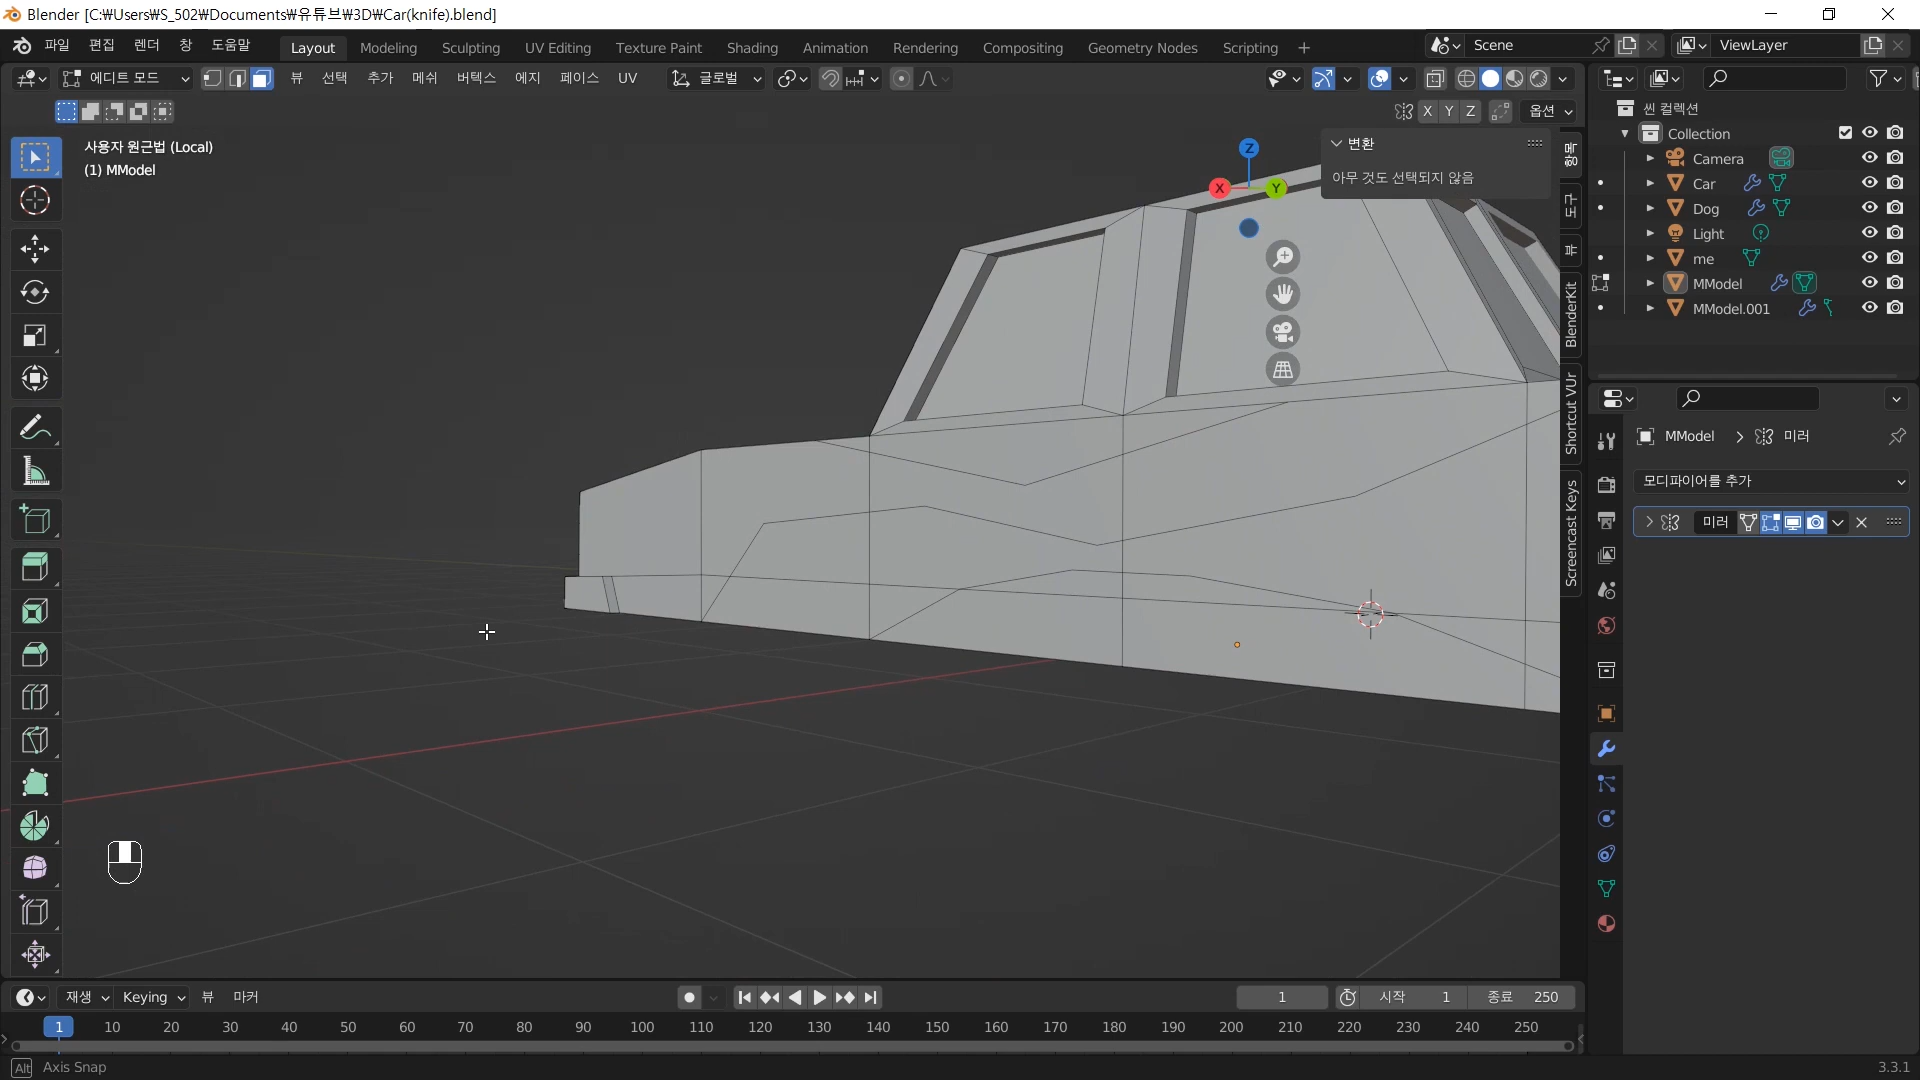 Blender [C:₩Users₩S_502₩Documents₩유튜브₩3D₩Car(knife).blend]
파일 편집 렌더 창 도움말 Layout Modeling Sculpting UV Editing Texture Paint Shading Animation Rendering Compositing Geometry Nodes Scripting + Scene ViewLayer
에디트 모드 뷰 선택 추가 메쉬 버텍스 에지 페이스 UV 글로벌
X Y Z 옵션
사용자 원근법 (Local)
(1) MModel
Z
X
Y
변환
아무 것도 선택되지 않음
항목
도구
뷰
BlenderKit
Shortcut VUr
Screencast Keys
씬 컬렉션
Collection
Camera
Car
Dog
Light
me
MModel
MModel.001
MModel > 미러
모디파이어를 추가
미러
재생 Keying 뷰 마커 1 시작 1 종료 250
1 10 20 30 40 50 60 70 80 90 100 110 120 130 140 150 160 170 180 190 200 210 220 230 240 250
Alt Axis Snap 3.3.1